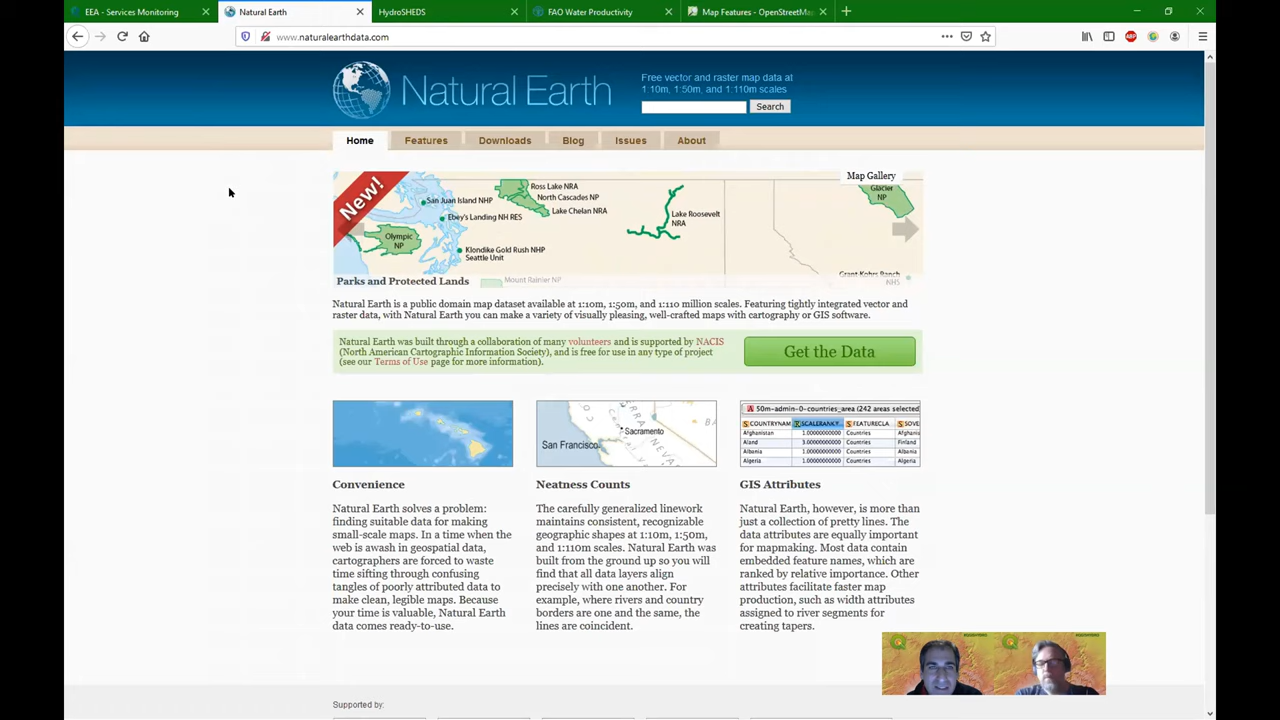 EEA - Services Monitoring
Natural Earth
HydroSHEDS
FAO Water Productivity
Map Features - OpenStreetMa
www.naturalearthdata.com
Natural Earth
Free vector and raster map data at
1:10m, 1:50m, and 1:110m scales
Search
Home
Features
Downloads
Blog
Issues
About
Map Gallery
New!
Ross Lake NRA
North Cascades NP
Lake Chelan NRA
San Juan Island NHP
Ebey's Landing NH RES
Olympic
NP
Klondike Gold Rush NHP
Seattle Unit
Lake Roosevelt
NRA
Glacier
NP
Grant-Kohrs Ranch
NHS
Mount Rainier NP
Parks and Protected Lands
Natural Earth is a public domain map dataset available at 1:10m, 1:50m, and 1:110 million scales. Featuring tightly integrated vector and
raster data, with Natural Earth you can make a variety of visually pleasing, well-crafted maps with cartography or GIS software.
Natural Earth was built through a collaboration of many volunteers and is supported by NACIS
(North American Cartographic Information Society), and is free for use in any type of project
(see our Terms of Use page for more information).
Get the Data
San Francisco
Sacramento
NEVA
BA
50m-admin-0-countries_area (242 areas selected
COUNTRYNAM SCALERANK FEATURECLA SOVE
Afghanistan 1.00000000000 Countries Afghanis
Aland 3.00000000000 Countries Finland
Albania 1.00000000000 Countries Albania
Algeria 1.00000000000 Countries Algeria
Convenience
Natural Earth solves a problem:
finding suitable data for making
small-scale maps. In a time when the
web is awash in geospatial data,
cartographers are forced to waste
time sifting through confusing
tangles of poorly attributed data to
make clean, legible maps. Because
your time is valuable, Natural Earth
data comes ready-to-use.
Neatness Counts
The carefully generalized linework
maintains consistent, recognizable
geographic shapes at 1:10m, 1:50m,
and 1:110m scales. Natural Earth was
built from the ground up so you will
find that all data layers align
precisely with one another. For
example, where rivers and country
borders are one and the same, the
lines are coincident.
GIS Attributes
Natural Earth, however, is more than
just a collection of pretty lines. The
data attributes are equally important
for mapmaking. Most data contain
embedded feature names, which are
ranked by relative importance. Other
attributes facilitate faster map
production, such as width attributes
assigned to river segments for
creating tapers.
Supported by: